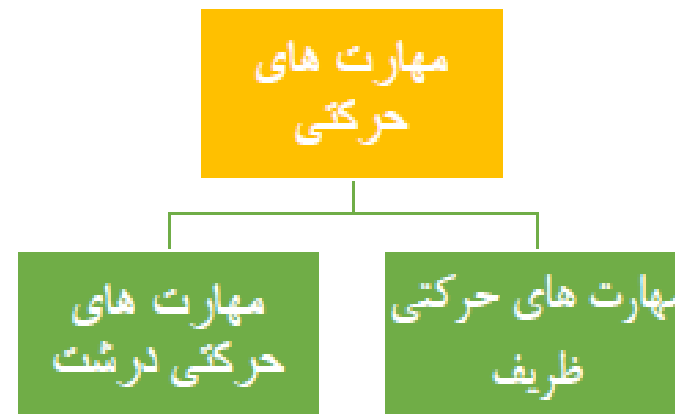 مهارت های
حرکتی
مهارت های حرکتی
ظریف
مهارت های
حرکتی درشت